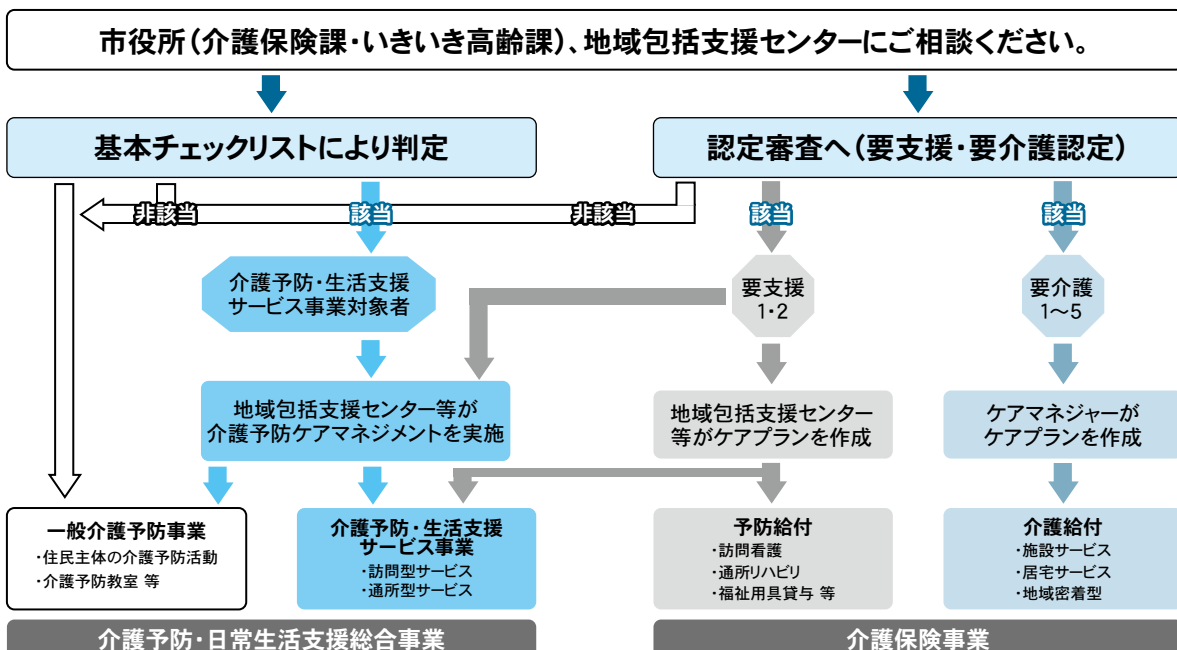 市役所（介護保険課・いきいき高齢課）、地域包括支援センターにご相談ください。
基本チェックリストにより判定
認定審査へ（要支援・要介護認定）
非該当
該当
非該当
該当
該当
介護予防・生活支援
サービス事業対象者
要支援
1・2
要介護
1〜5
地域包括支援センター等が
介護予防ケアマネジメントを実施
地域包括支援センター
等がケアプランを作成
ケアマネジャーが
ケアプランを作成
一般介護予防事業
・住民主体の介護予防活動
・介護予防教室 等
介護予防・生活支援
サービス事業
・訪問型サービス
・通所型サービス
予防給付
・訪問看護
・通所リハビリ
・福祉用具貸与 等
介護給付
・施設サービス
・居宅サービス
・地域密着型
介護予防・日常生活支援総合事業
介護保険事業